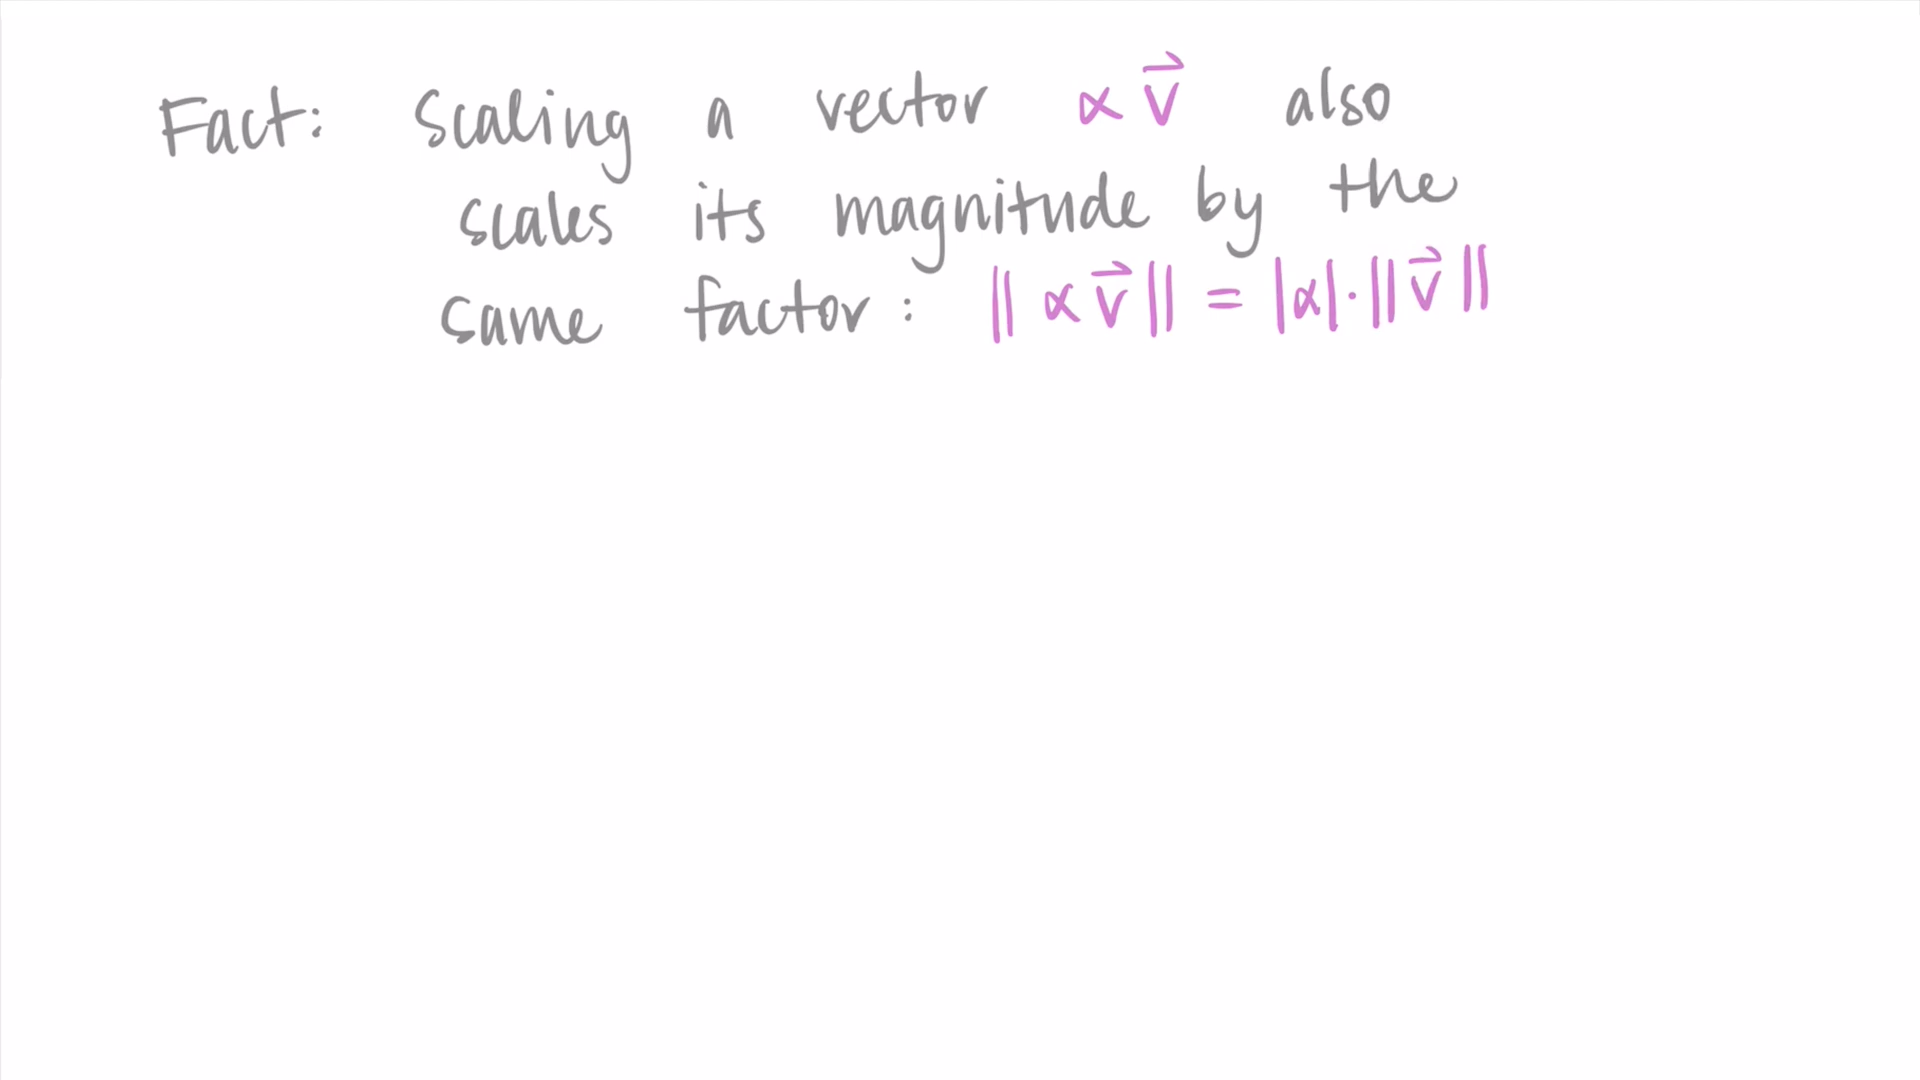 Fact: Scaling a vector α v⃗ also
scales its magnitude by the
same factor: || α v⃗ || = |α| · || v⃗ ||